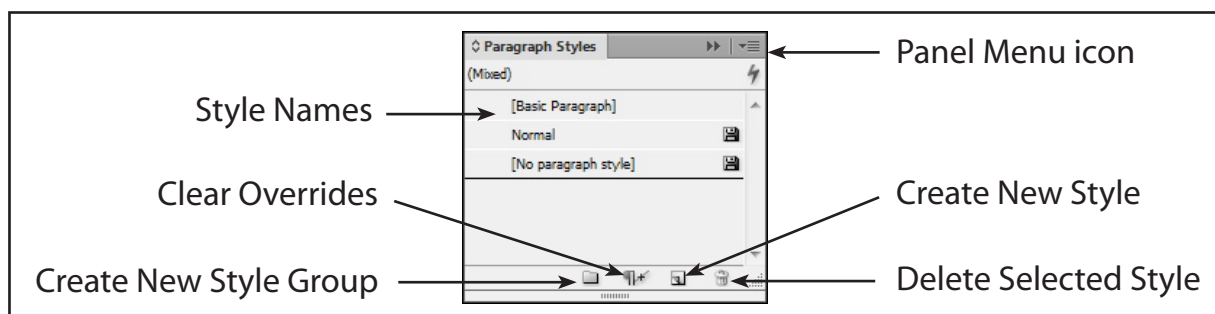 Paragraph Styles
Panel Menu icon
(Mixed)
Style Names
[Basic Paragraph]
Normal
[No paragraph style]
Clear Overrides
Create New Style
Create New Style Group
Delete Selected Style